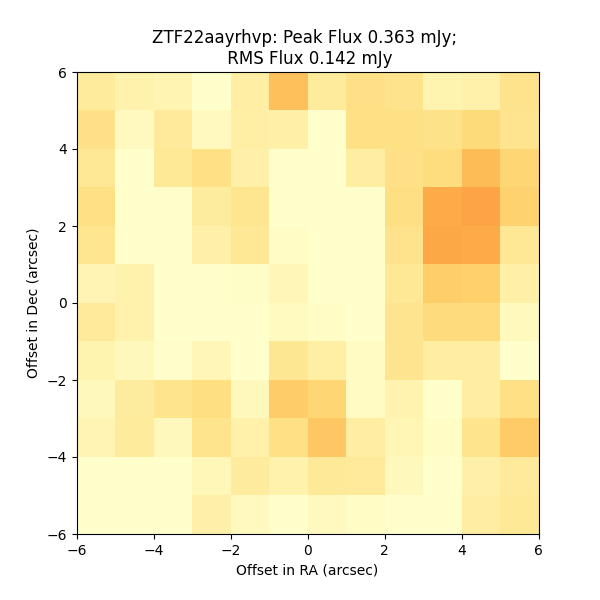 ZTF22aayrhvp: Peak Flux 0.363 mJy;
RMS Flux 0.142 mJy
6
4
2
0
−2
−4
−6
Offset in Dec (arcsec)
−6 −4 −2 0 2 4 6
Offset in RA (arcsec)